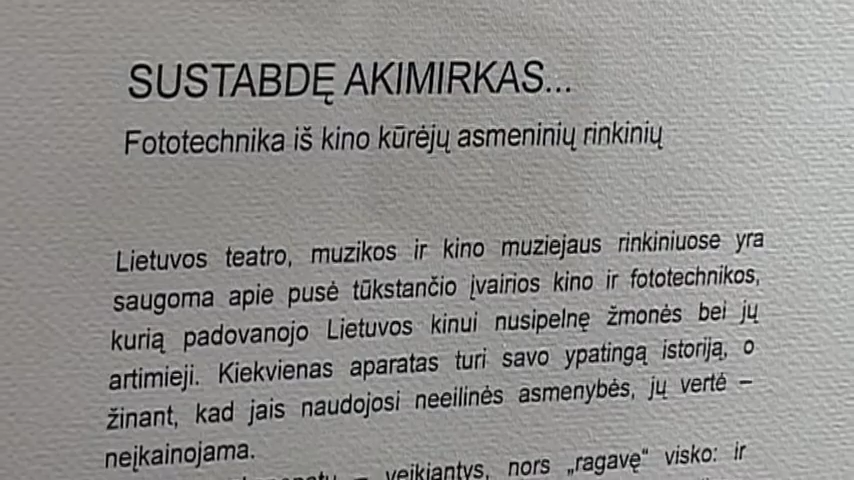 SUSTABDĘ AKIMIRKAS...
Fototechnika iš kino kūrėjų asmeninių rinkinių
Lietuvos teatro, muzikos ir kino muziejaus rinkiniuose yra
saugoma apie pusė tūkstančio įvairios kino ir fototechnikos,
kurią padovanojo Lietuvos kinui nusipelnę žmonės bei jų
artimieji. Kiekvienas aparatas turi savo ypatingą istoriją, o
žinant, kad jais naudojosi neeilinės asmenybės, jų vertė –
neįkainojama.
– veikiantys, nors „ragavę“ visko: ir